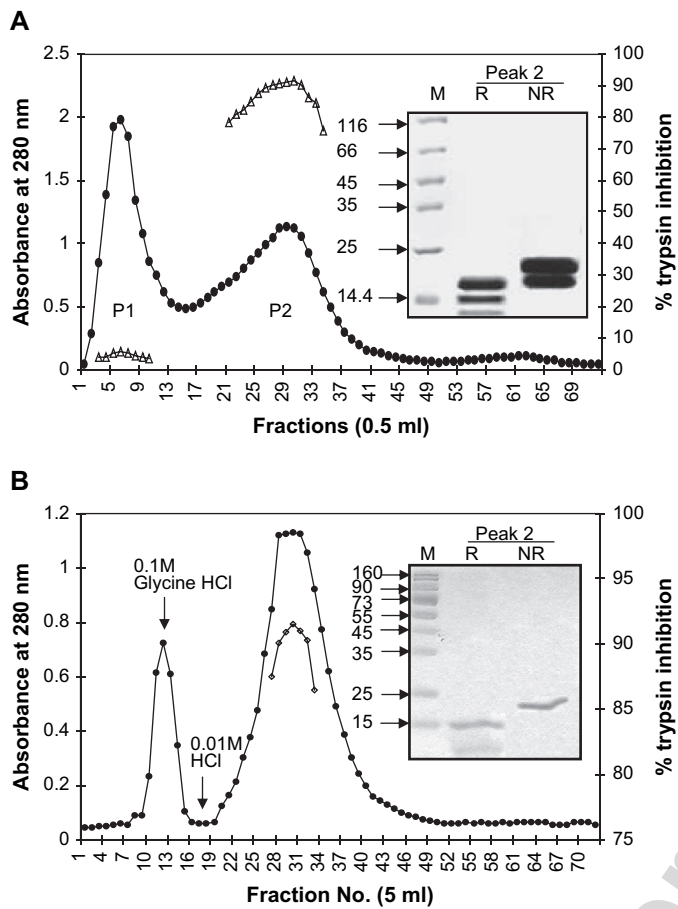 A
2.5
2
1.5
1
0.5
0
Absorbance at 280 nm
100
90
80
70
60
50
40
30
20
10
0
% trypsin inhibition
P1
P2
Peak 2
M R NR
116
66
45
35
25
14.4
1 5 9 13 17 21 25 29 33 37 41 45 49 53 57 61 65 69
Fractions (0.5 ml)
B
1.2
1
0.8
0.6
0.4
0.2
0
Absorbance at 280 nm
100
95
90
85
80
75
% trypsin inhibition
0.1M
Glycine HCl
0.01M
HCl
Peak 2
M R NR
160
90
73
55
45
35
25
15
1 4 7 10 13 16 19 22 25 28 31 34 37 40 43 46 49 52 55 58 61 64 67 70
Fraction No. (5 ml)